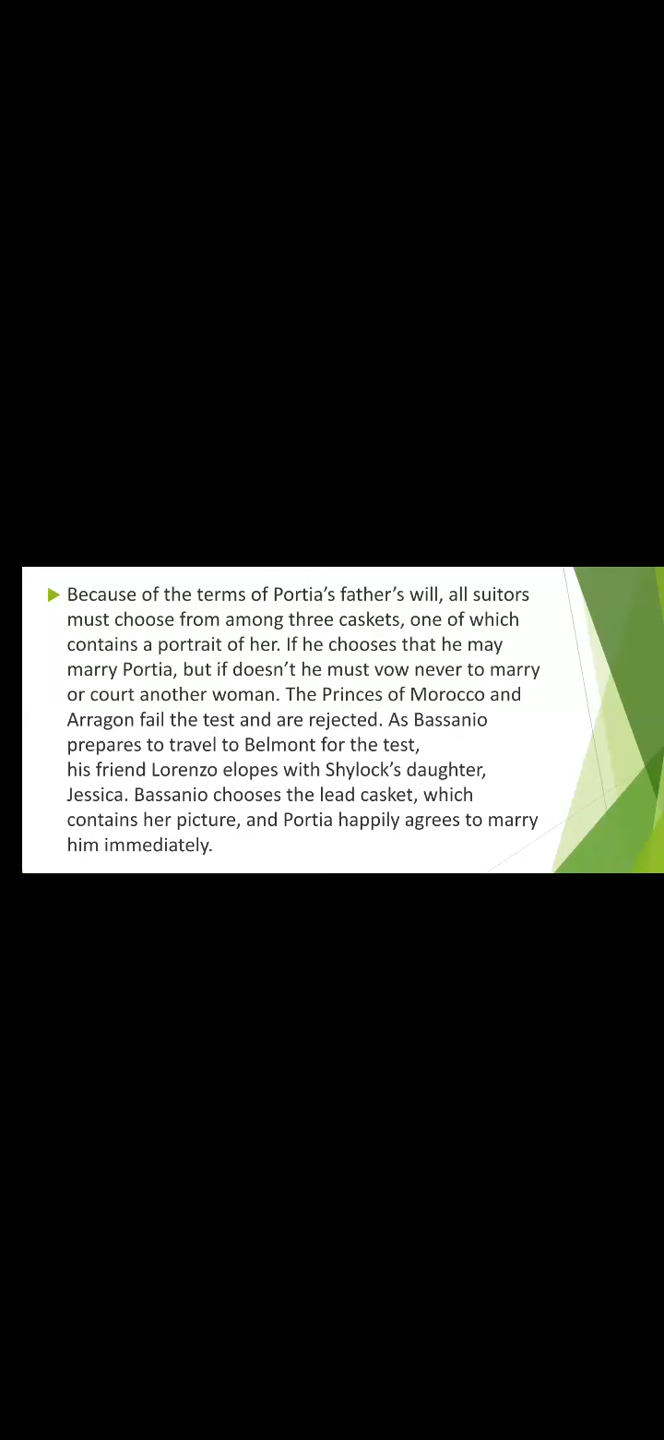 Because of the terms of Portia’s father’s will, all suitors
must choose from among three caskets, one of which
contains a portrait of her. If he chooses that he may
marry Portia, but if doesn’t he must vow never to marry
or court another woman. The Princes of Morocco and
Arragon fail the test and are rejected. As Bassanio
prepares to travel to Belmont for the test,
his friend Lorenzo elopes with Shylock’s daughter,
Jessica. Bassanio chooses the lead casket, which
contains her picture, and Portia happily agrees to marry
him immediately.